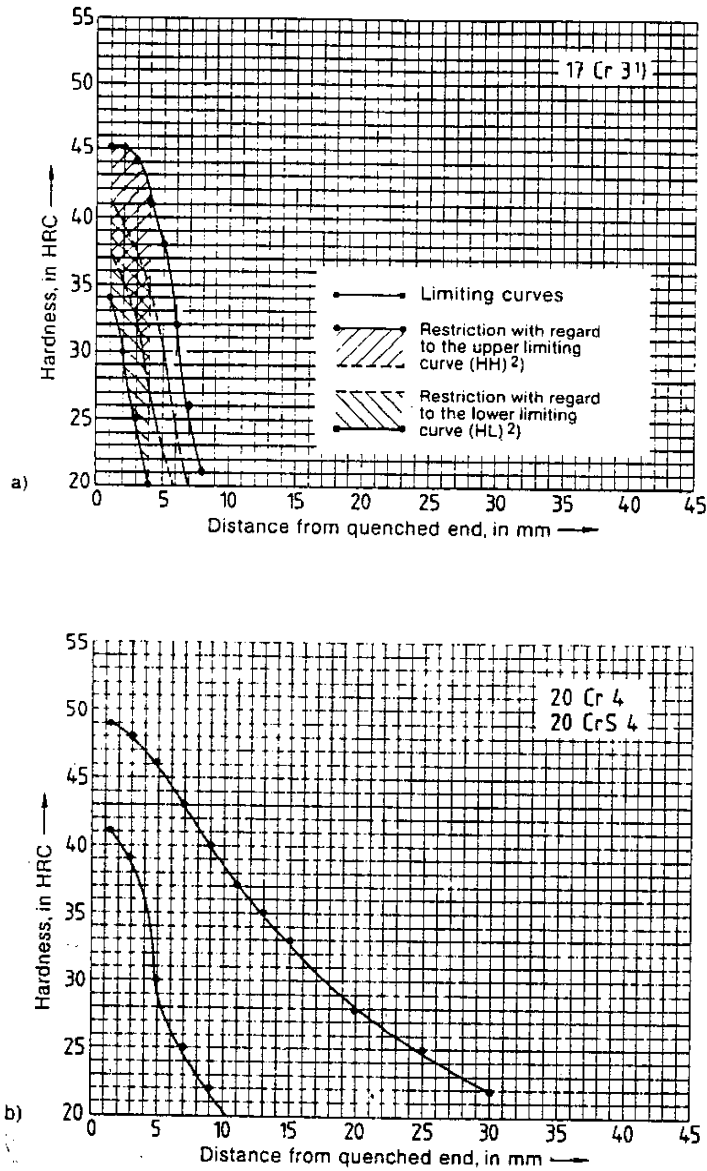 55
50
45
40
35
30
25
20
Hardness, in HRC
17 Cr 3¹)
Limiting curves
Restriction with regard
to the upper limiting
curve (HH) ²)
Restriction with regard
to the lower limiting
curve (HL) ²)
a)
0 5 10 15 20 25 30 35 40 45
Distance from quenched end, in mm
55
50
45
40
35
30
25
20
Hardness, in HRC
20 Cr 4
20 CrS 4
b)
0 5 10 15 20 25 30 35 40 45
Distance from quenched end, in mm